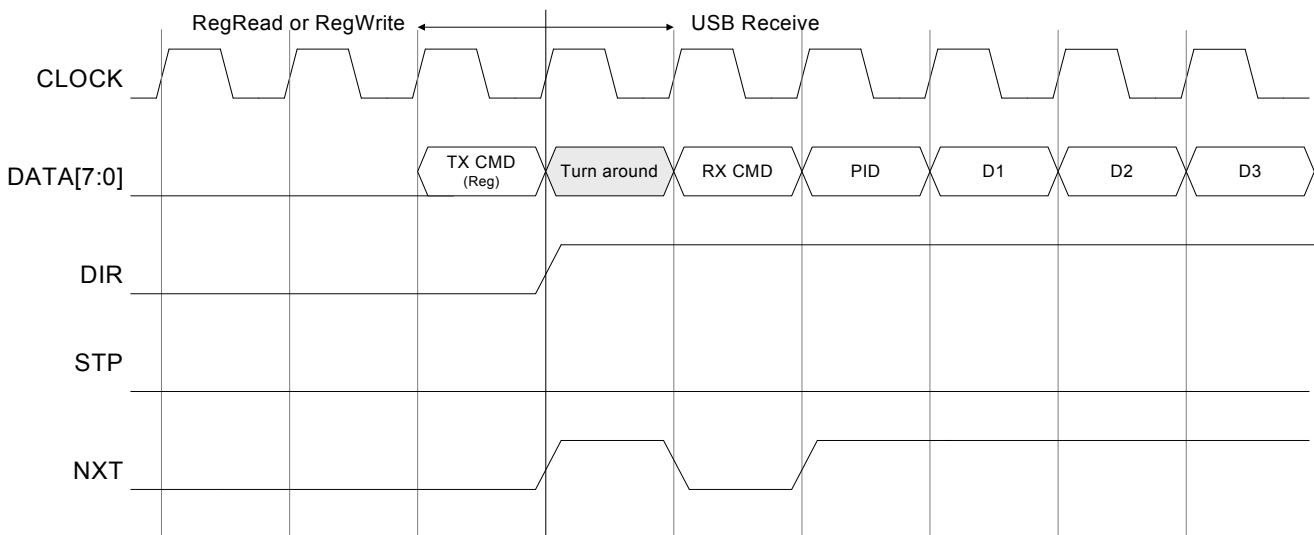 RegRead or RegWrite
USB Receive
CLOCK
DATA[7:0]
TX CMD
(Reg)
Turn around
RX CMD
PID
D1
D2
D3
DIR
STP
NXT